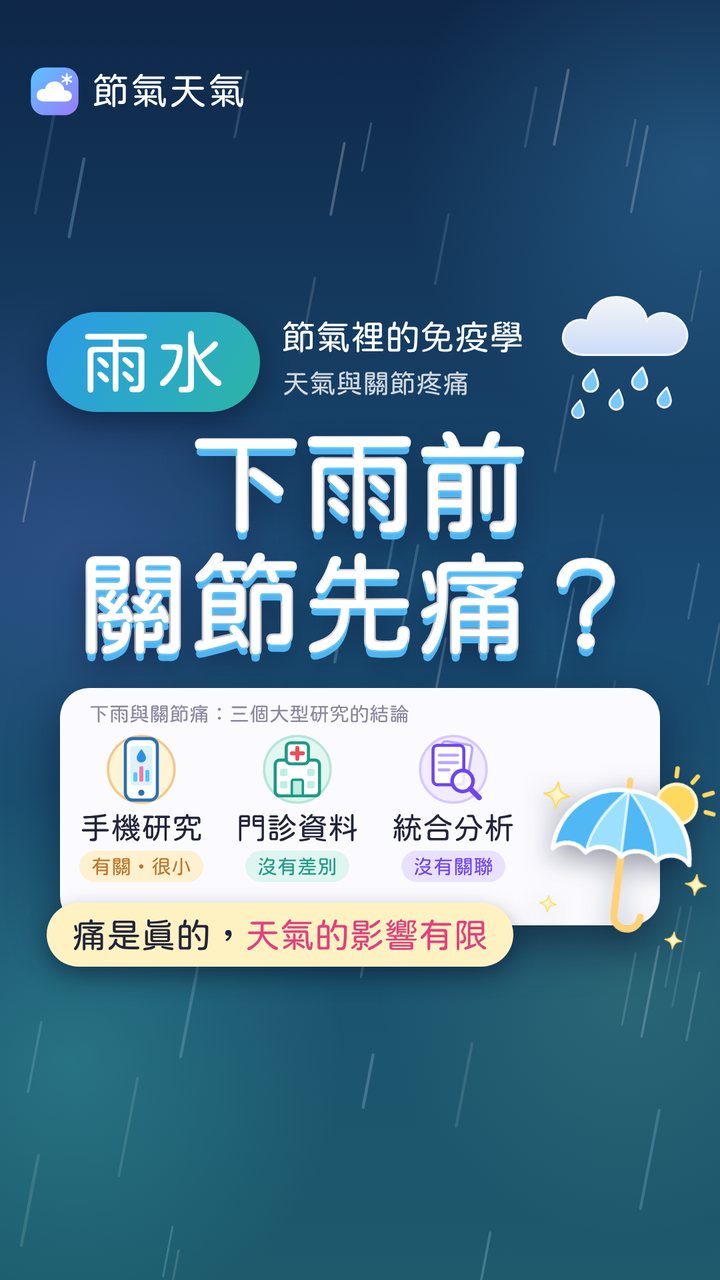 節氣天氣
雨水
節氣裡的免疫學
天氣與關節疼痛
下雨前
關節先痛？
下雨與關節痛：三個大型研究的結論
手機研究 門診資料 統合分析
有關・很小 沒有差別 沒有關聯
痛是眞的，天氣的影響有限